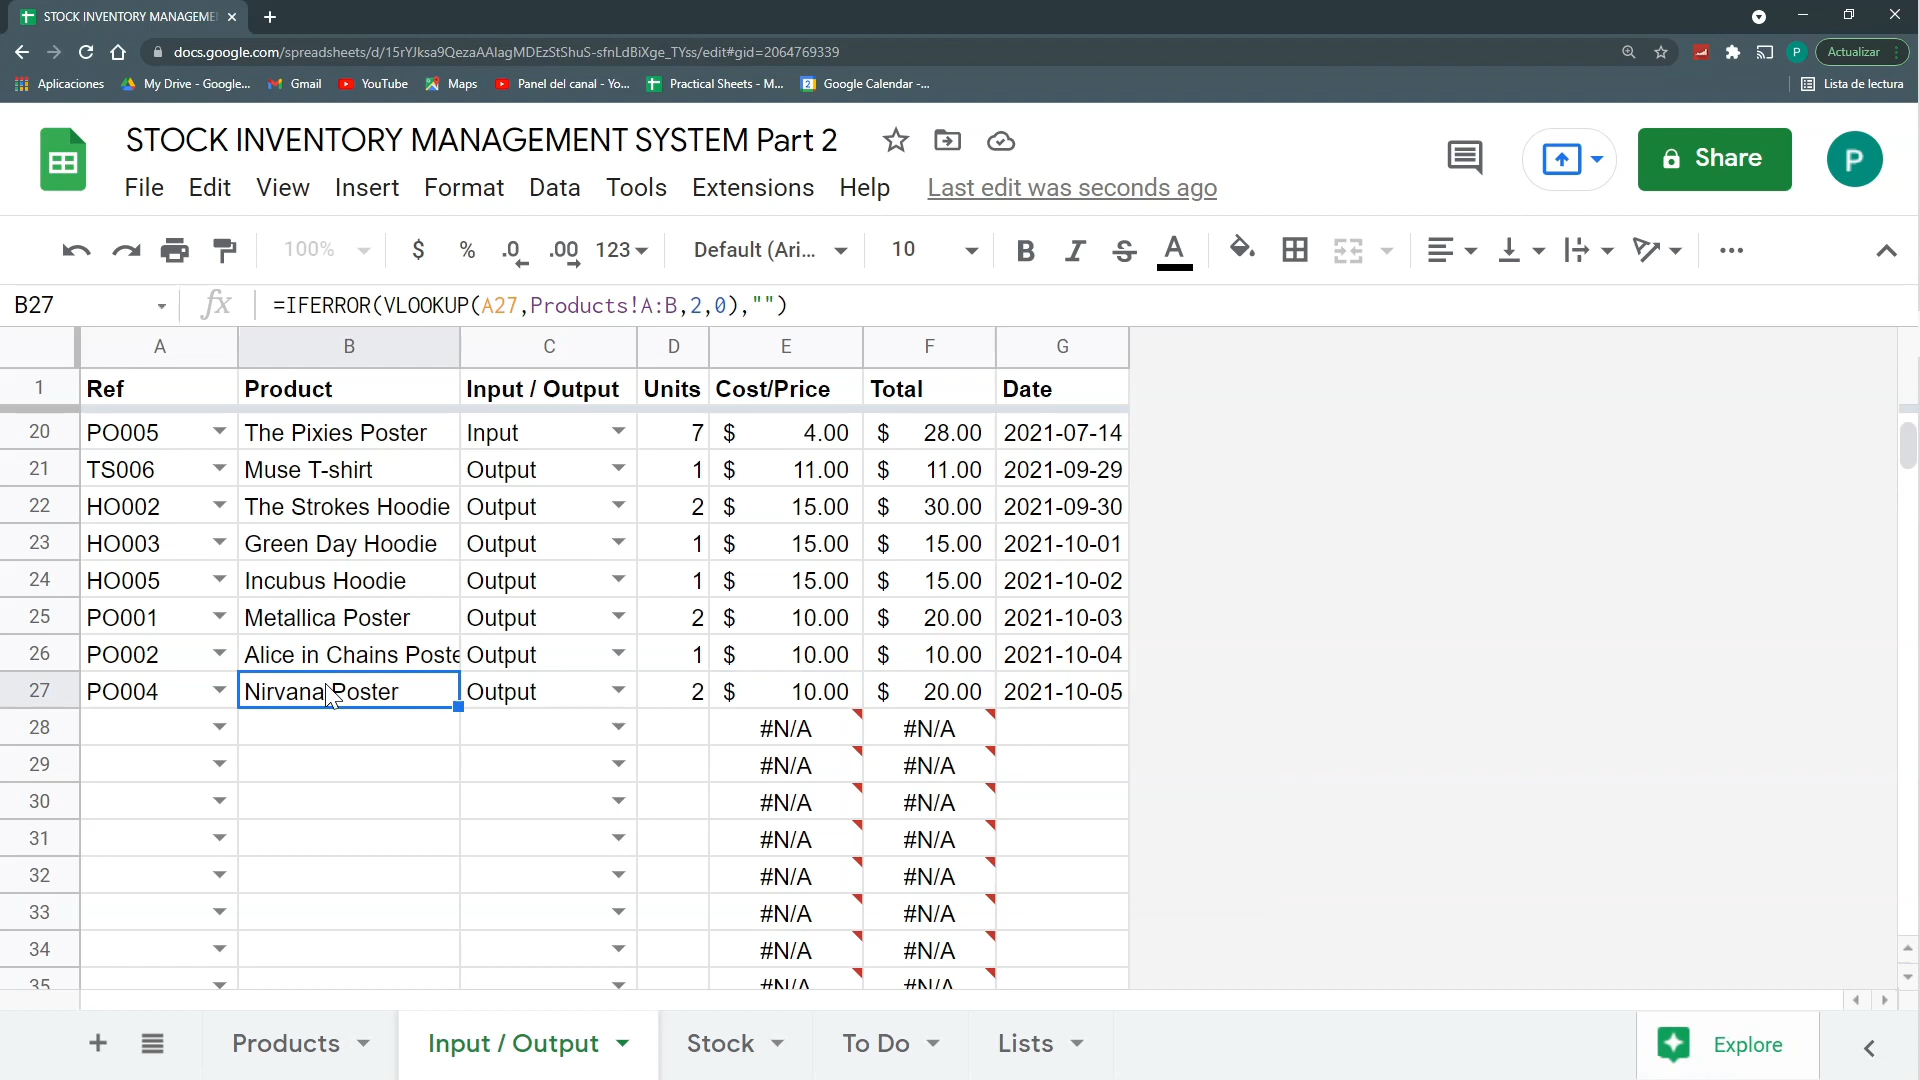 STOCK INVENTORY MANAGEME
docs.google.com/spreadsheets/d/15rYJksa9QezaAAlagMDEzStShuS-sfnLdBiXge_TYss/edit#gid=2064769339
P
Actualizar
Aplicaciones
My Drive - Google...
Gmail
YouTube
Maps
Panel del canal - Yo...
Practical Sheets - M...
Google Calendar -...
Lista de lectura
STOCK INVENTORY MANAGEMENT SYSTEM Part 2
Share
P
File Edit View Insert Format Data Tools Extensions Help Last edit was seconds ago
100% $ % .0 .00 123 Default (Ari... 10 B I S A
B27 fx =IFERROR(VLOOKUP(A27,Products!A:B,2,0),"")
A B C D E F G
1 Ref Product Input / Output Units Cost/Price Total Date
20 PO005 The Pixies Poster Input 7 $ 4.00 $ 28.00 2021-07-14
21 TS006 Muse T-shirt Output 1 $ 11.00 $ 11.00 2021-09-29
22 HO002 The Strokes Hoodie Output 2 $ 15.00 $ 30.00 2021-09-30
23 HO003 Green Day Hoodie Output 1 $ 15.00 $ 15.00 2021-10-01
24 HO005 Incubus Hoodie Output 1 $ 15.00 $ 15.00 2021-10-02
25 PO001 Metallica Poster Output 2 $ 10.00 $ 20.00 2021-10-03
26 PO002 Alice in Chains Poste Output 1 $ 10.00 $ 10.00 2021-10-04
27 PO004 Nirvana Poster Output 2 $ 10.00 $ 20.00 2021-10-05
28 #N/A #N/A
29 #N/A #N/A
30 #N/A #N/A
31 #N/A #N/A
32 #N/A #N/A
33 #N/A #N/A
34 #N/A #N/A
35 #N/A #N/A
Products Input / Output Stock To Do Lists Explore